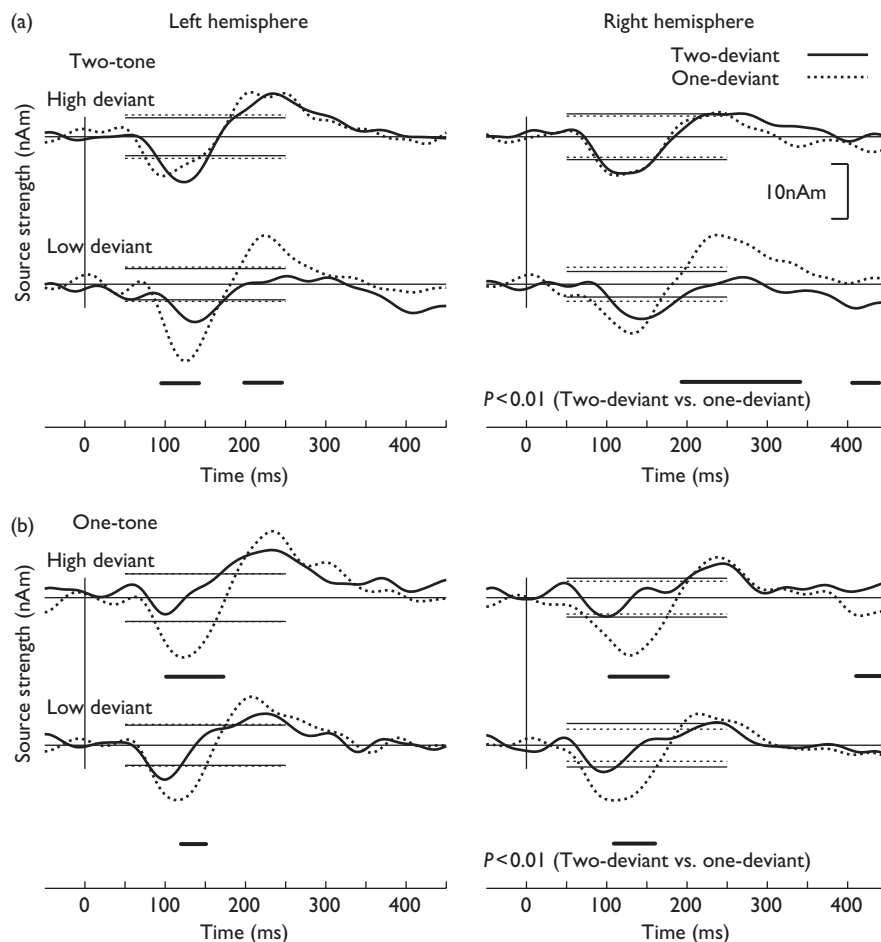 (a) Left hemisphere Right hemisphere
Two-tone
Two-deviant
One-deviant
High deviant
Source strength (nAm)
10nAm
Low deviant
P<0.01 (Two-deviant vs. one-deviant)
0 100 200 300 400 0 100 200 300 400
Time (ms) Time (ms)
(b) One-tone
High deviant
Source strength (nAm)
Low deviant
P<0.01 (Two-deviant vs. one-deviant)
0 100 200 300 400 0 100 200 300 400
Time (ms) Time (ms)